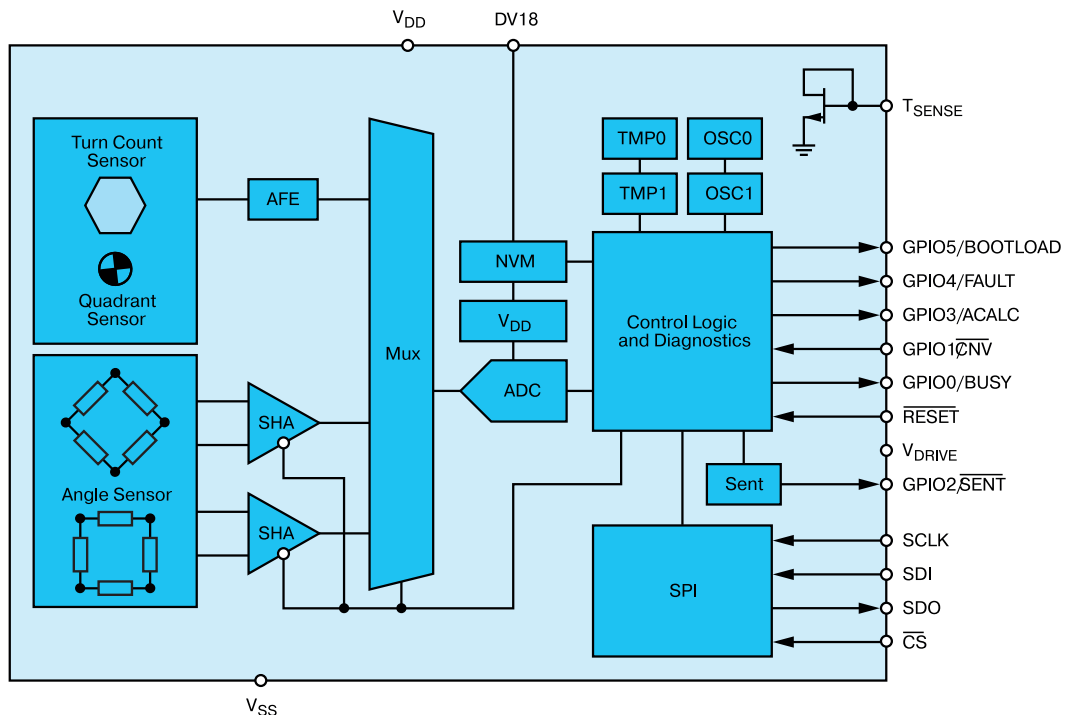 VDD
DV18
TSENSE
Turn Count
Sensor
Quadrant
Sensor
AFE
Mux
TMP0
OSC0
TMP1
OSC1
NVM
VDD
ADC
Control Logic
and Diagnostics
GPIO5/BOOTLOAD
GPIO4/FAULT
GPIO3/ACALC
GPIO1/CNV
GPIO0/BUSY
RESET
VDRIVE
GPIO2/SENT
SHA
Angle Sensor
SHA
Sent
SPI
SCLK
SDI
SDO
CS
VSS